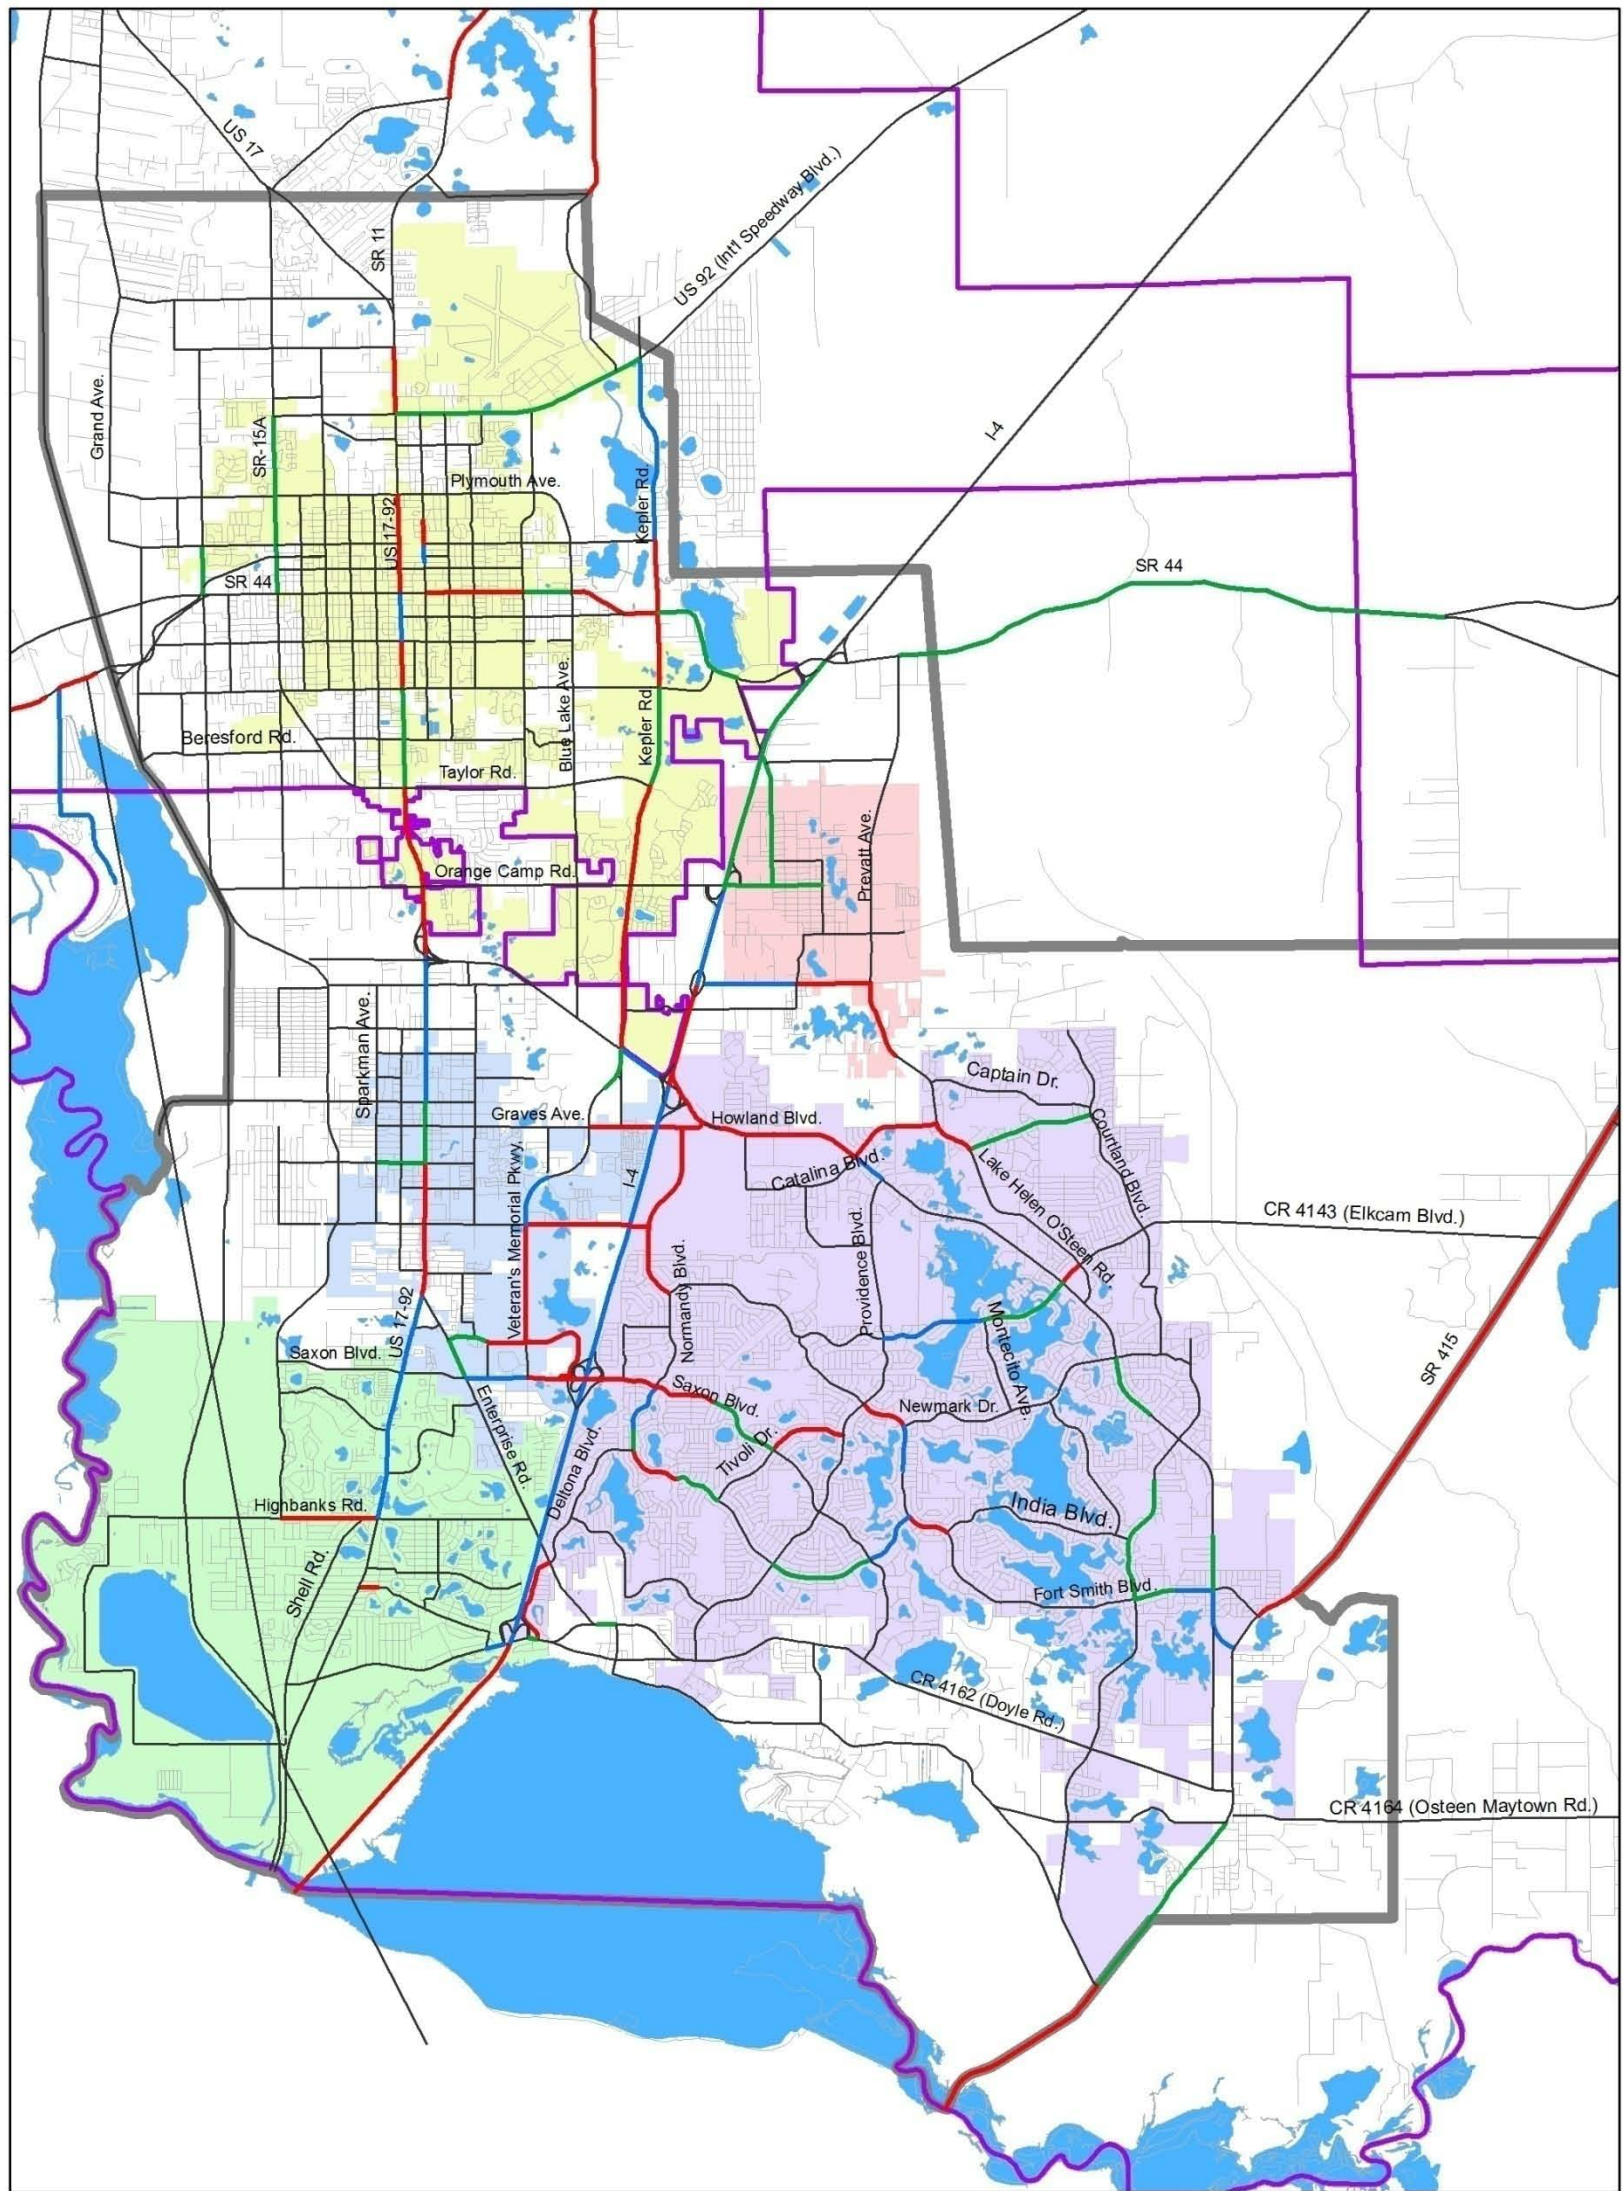 US 17
US 92 (Int'l Speedway Blvd.)
SR 11
Grand Ave.
SR-15A
I-4
Plymouth Ave.
Kepler Rd.
US 17-92
SR 44
SR 44
Blue Lake Ave.
Kepler Rd
Beresford Rd.
Taylor Rd.
Prevatt Ave.
Orange Camp Rd.
Sparkman Ave.
Captain Dr.
Graves Ave.
Howland Blvd.
Courtland Blvd.
Veteran's Memorial Pkwy.
I-4
Catalina Blvd.
Lake Helen O'Steen Rd.
CR 4143 (Elkcam Blvd.)
Providence Blvd.
Normandy Blvd.
US 17-92
Montecito Ave.
Saxon Blvd.
SR 415
Saxon Blvd.
Enterprise Rd.
Newmark Dr.
Tivoli Dr.
Deltona Blvd.
Highbanks Rd.
India Blvd.
Shell Rd.
Fort Smith Blvd.
CR 4162 (Doyle Rd.)
CR 4164 (Osteen Maytown Rd.)